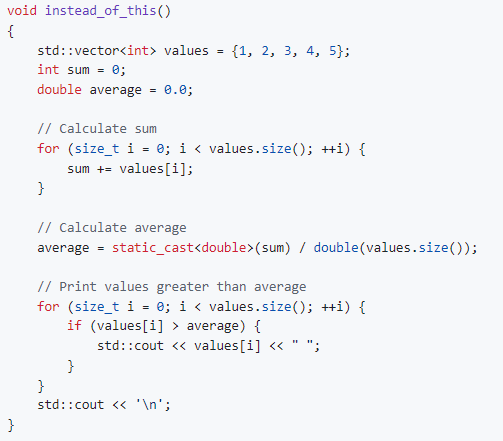 void instead_of_this()
{
    std::vector<int> values = {1, 2, 3, 4, 5};
    int sum = 0;
    double average = 0.0;

    // Calculate sum
    for (size_t i = 0; i < values.size(); ++i) {
        sum += values[i];
    }

    // Calculate average
    average = static_cast<double>(sum) / double(values.size());

    // Print values greater than average
    for (size_t i = 0; i < values.size(); ++i) {
        if (values[i] > average) {
            std::cout << values[i] << " ";
        }
    }
    std::cout << '\n';
}